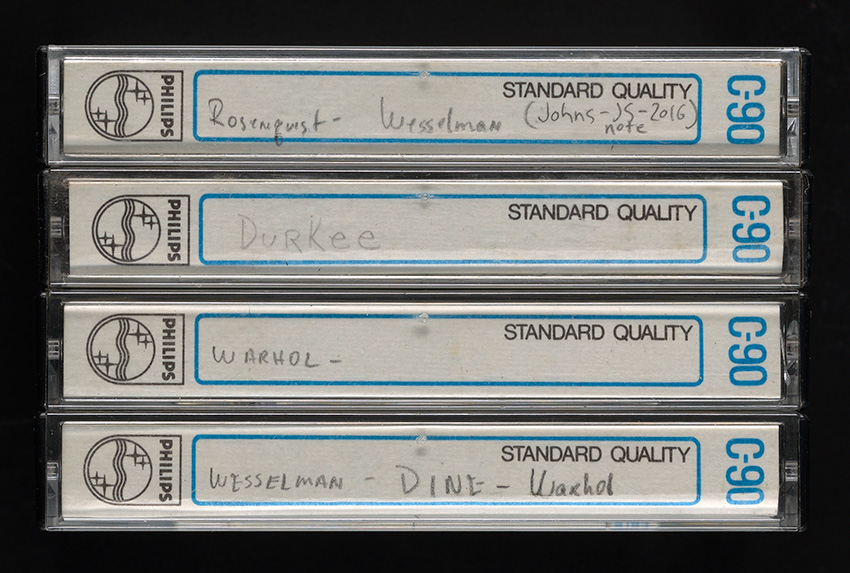 PHILIPS
STANDARD QUALITY
C-90
Rosenquist- Wesselman (Johns-JS-2016)
note
PHILIPS
STANDARD QUALITY
C-90
DURKee
PHILIPS
STANDARD QUALITY
C-90
WARHOL-
PHILIPS
STANDARD QUALITY
C-90
WESSELMAN - DINE - Warhol